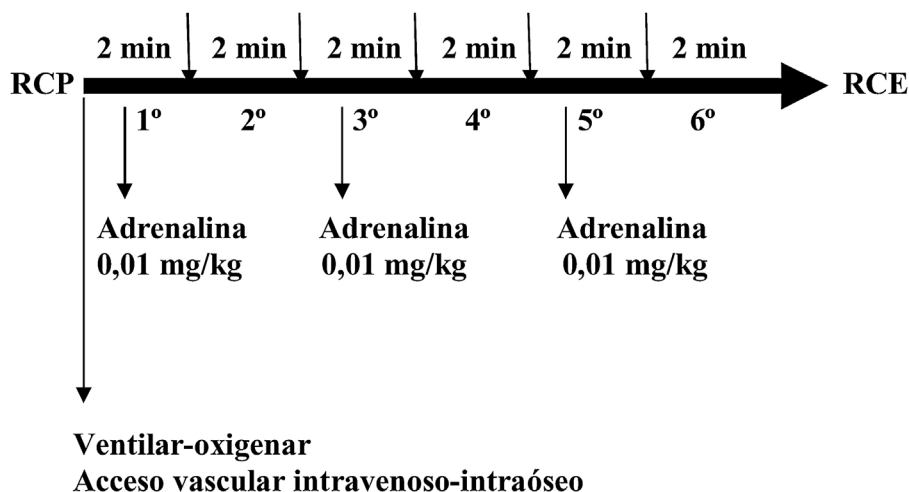 2 min 2 min 2 min 2 min 2 min 2 min
RCP RCE
1º 2º 3º 4º 5º 6º
Adrenalina Adrenalina Adrenalina
0,01 mg/kg 0,01 mg/kg 0,01 mg/kg
Ventilar-oxigenar
Acceso vascular intravenoso-intraóseo